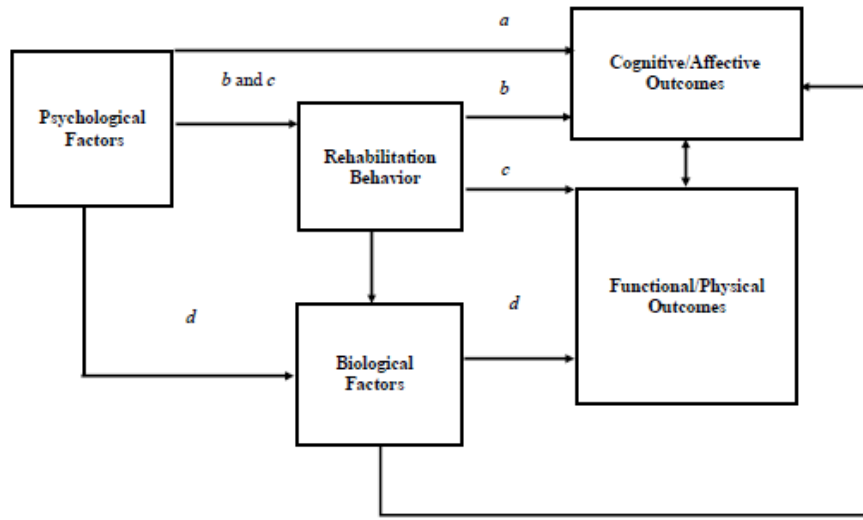 a
Cognitive/Affective
Outcomes
b and c
b
Psychological
Factors
Rehabilitation
Behavior
c
Functional/Physical
Outcomes
d
d
Biological
Factors